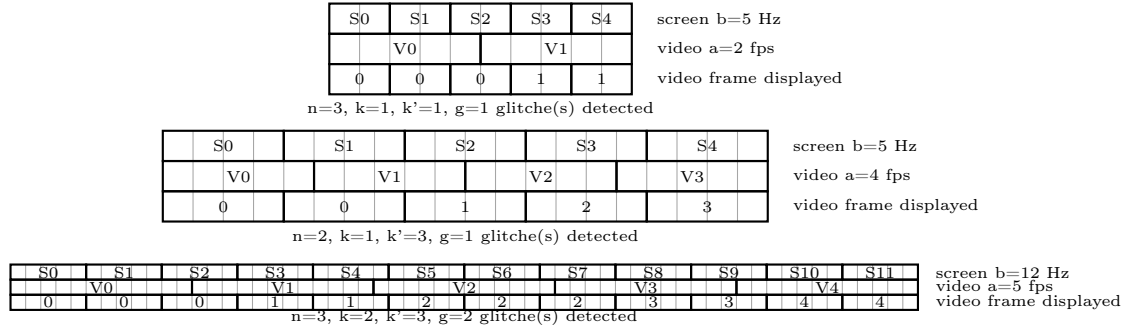 S0 S1 S2 S3 S4 screen b=5 Hz
V0 V1 video a=2 fps
0 0 0 1 1 video frame displayed
n=3, k=1, k'=1, g=1 glitche(s) detected
S0 S1 S2 S3 S4 screen b=5 Hz
V0 V1 V2 V3 video a=4 fps
0 0 1 2 3 video frame displayed
n=2, k=1, k'=3, g=1 glitche(s) detected
S0 S1 S2 S3 S4 S5 S6 S7 S8 S9 S10 S11 screen b=12 Hz
V0 V1 V2 V3 V4 video a=5 fps
0 0 0 1 1 2 2 2 3 3 4 4 video frame displayed
n=3, k=2, k'=3, g=2 glitche(s) detected